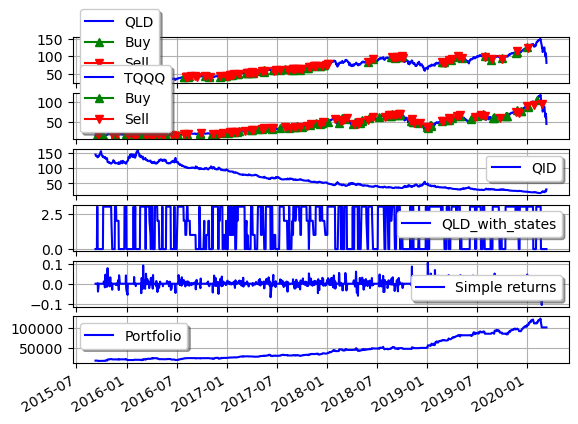 QLD
Buy
Sell
150
100
50
TQQQ
Buy
Sell
100
50
150
100
50
QID
2.5
0.0
QLD_with_states
0.1
0.0
−0.1
Simple returns
100000
50000
Portfolio
2015-07
2016-01
2016-07
2017-01
2017-07
2018-01
2018-07
2019-01
2019-07
2020-01